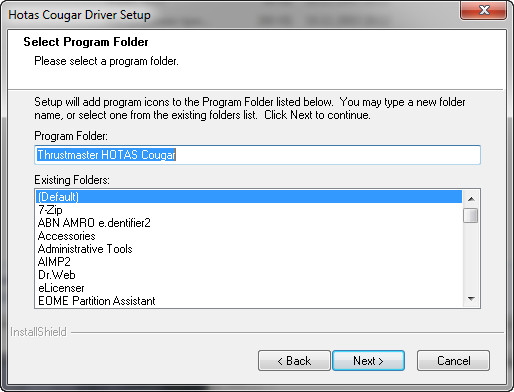 Hotas Cougar Driver Setup
Select Program Folder
Please select a program folder.
Setup will add program icons to the Program Folder listed below. You may type a new folder
name, or select one from the existing folders list. Click Next to continue.
Program Folder:
Thrustmaster HOTAS Cougar
Existing Folders:
(Default)
7-Zip
ABN AMRO e.dentifier2
Accessories
Administrative Tools
AIMP2
Dr.Web
eLicenser
EOME Partition Assistant
InstallShield
< Back
Next >
Cancel